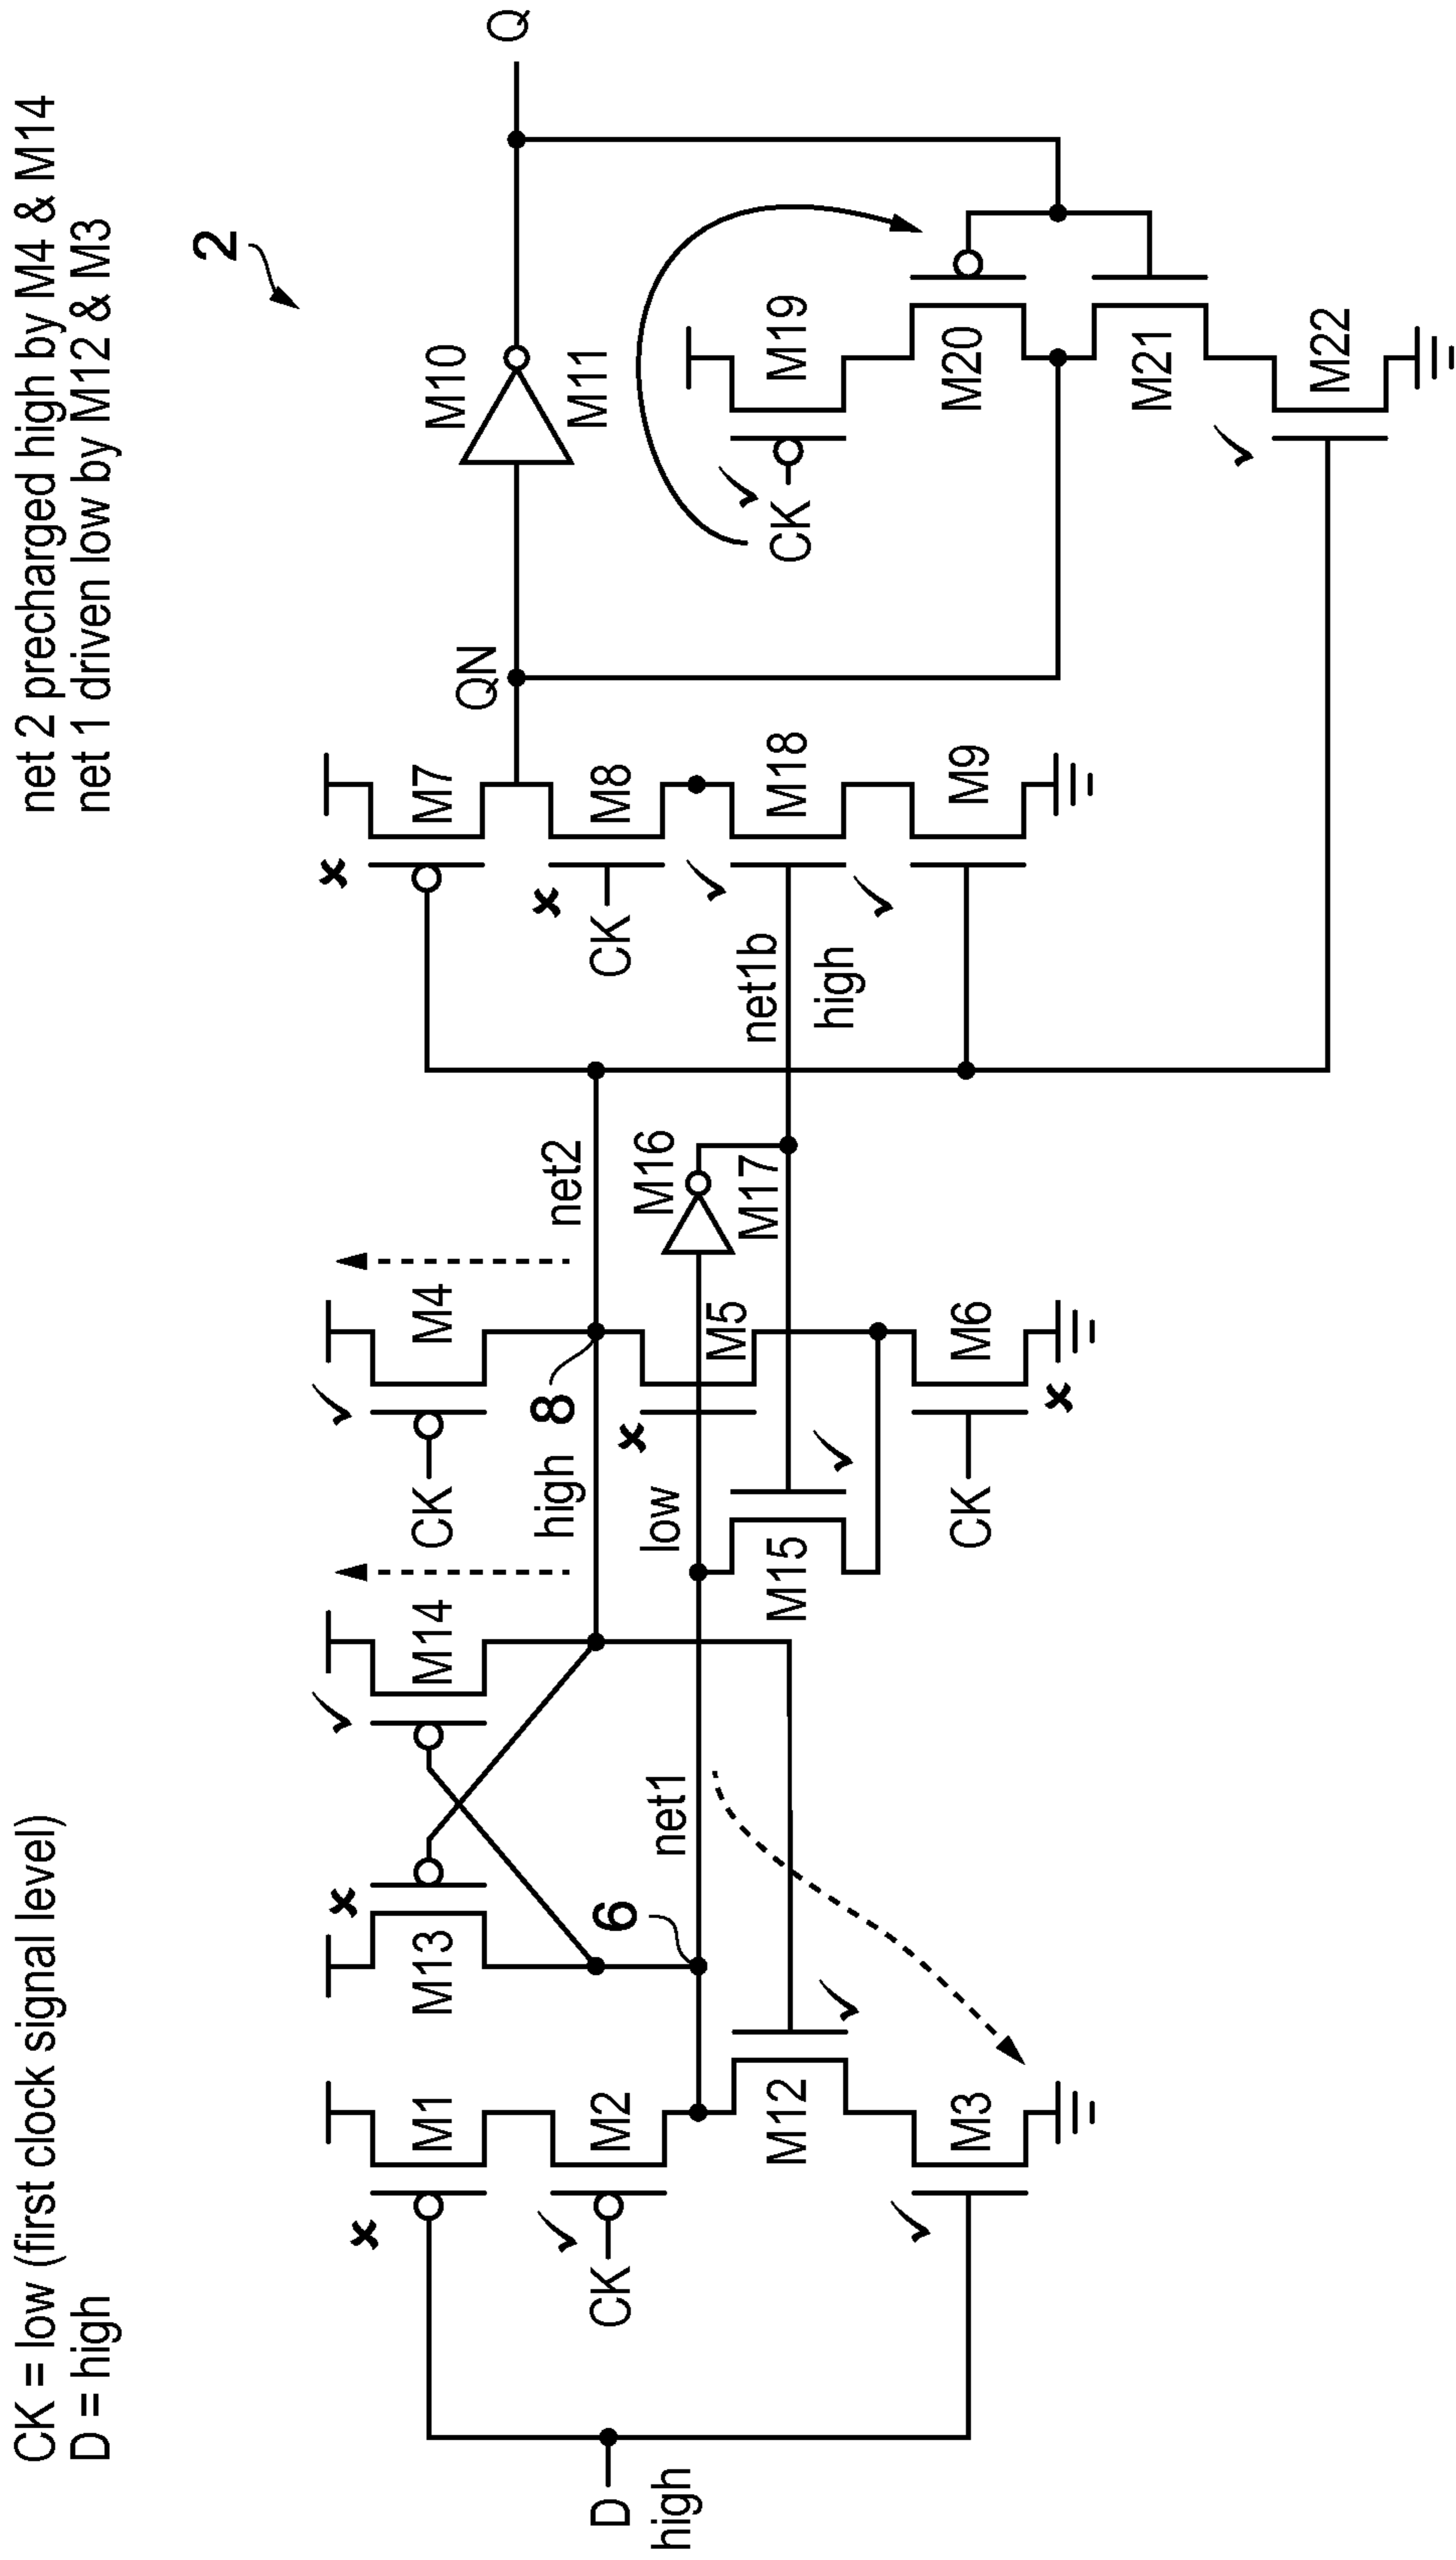 CK = low (first clock signal level)
D = high
net 2 precharged high by M4 & M14
net 1 driven low by M12 & M3
2
M1
M13
M14
M4
M7
CK
QN
M10
Q
M11
M2
CK
6
high
8
net2
M8
CK
D
high
net1
low
M5
M16
M17
net1b
high
M18
M12
M15
CK
M19
M3
CK
M6
M9
M20
M21
M22